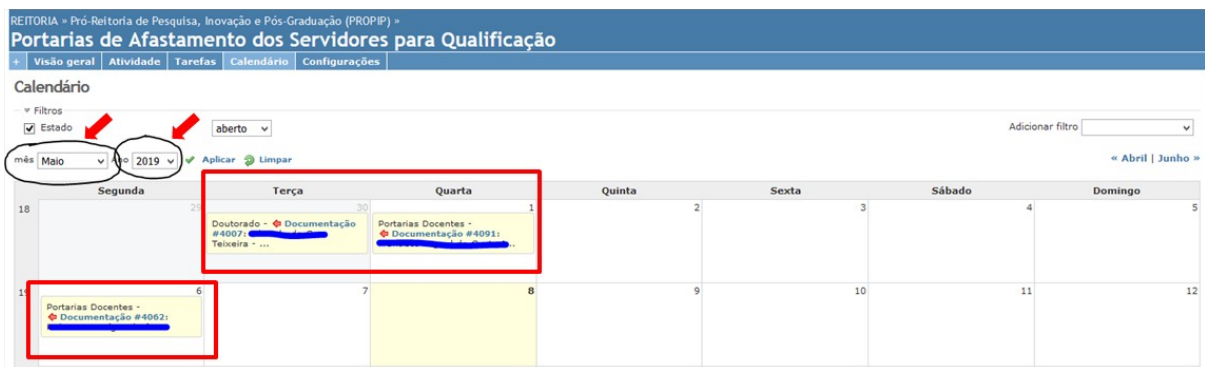 REITORIA » Pró-Reitoria de Pesquisa, Inovação e Pós-Graduação (PROPIP) »
Portarias de Afastamento dos Servidores para Qualificação
+ Visão geral Atividade Tarefas Calendário Configurações
Calendário
Filtros
Estado aberto Adicionar filtro
mês Maio 2019 Aplicar Limpar « Abril | Junho »
Segunda Terça Quarta Quinta Sexta Sábado Domingo
18 29 30 1 2 3 4 5
Doutorado - Documentação
#4007:
Teixeira - ...
Portarias Docentes -
Documentação #4091:
19 6 7 8 9 10 11 12
Portarias Docentes -
Documentação #4062: